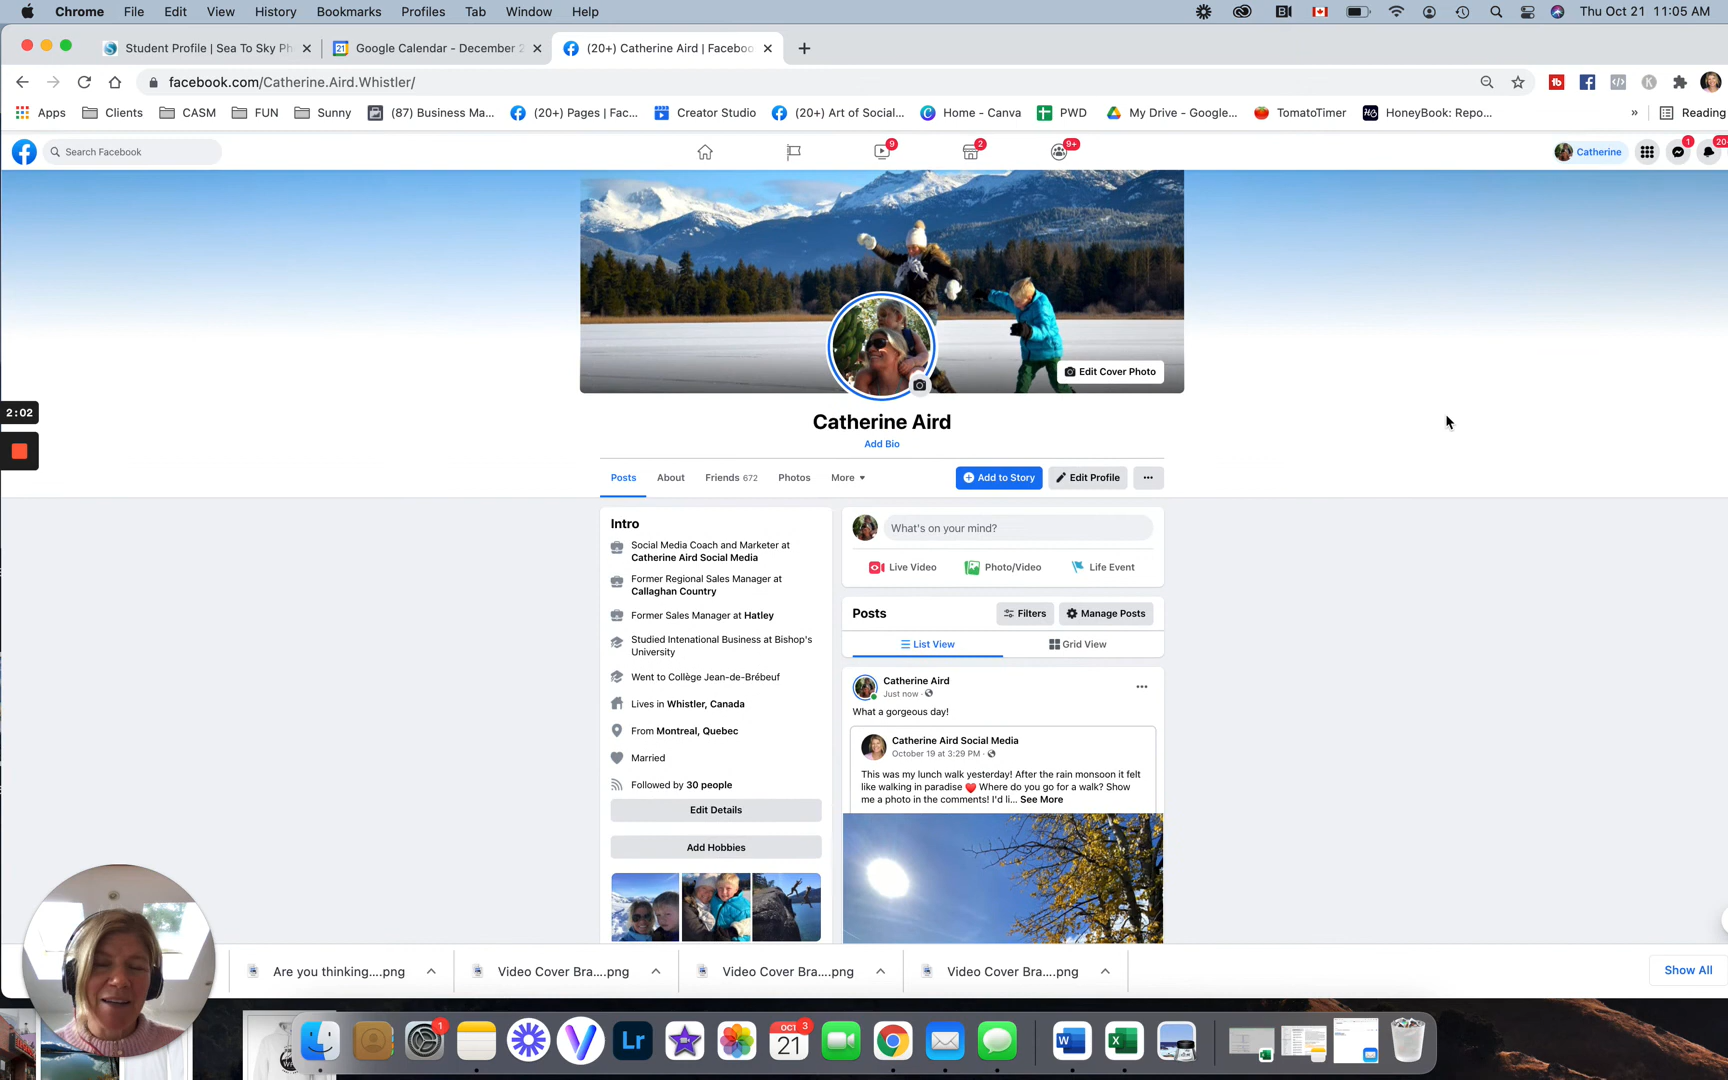 Chrome File Edit View History Bookmarks Profiles Tab Window Help Thu Oct 21 11:05 AM
Student Profile | Sea To Sky Ph Google Calendar - December 2 (20+) Catherine Aird | Faceboo
facebook.com/Catherine.Aird.Whistler/
Apps Clients CASM FUN Sunny (87) Business Ma... (20+) Pages | Fac... Creator Studio (20+) Art of Social... Home - Canva PWD My Drive - Google... TomatoTimer HoneyBook: Repo... » Reading
Search Facebook 9 2 9+ Catherine 1 20
Edit Cover Photo
2:02
Catherine Aird
Add Bio
Posts About Friends 672 Photos More Add to Story Edit Profile
Intro
Social Media Coach and Marketer at
Catherine Aird Social Media
Former Regional Sales Manager at
Callaghan Country
Former Sales Manager at Hatley
Studied Intenational Business at Bishop's
University
Went to Collège Jean-de-Brébeuf
Lives in Whistler, Canada
From Montreal, Quebec
Married
Followed by 30 people
Edit Details
Add Hobbies
What's on your mind?
Live Video Photo/Video Life Event
Posts Filters Manage Posts
List View Grid View
Catherine Aird
Just now ·
What a gorgeous day!
Catherine Aird Social Media
October 19 at 3:29 PM ·
This was my lunch walk yesterday! After the rain monsoon it felt
like walking in paradise ❤️ Where do you go for a walk? Show
me a photo in the comments! I'd li... See More
Are you thinking....png Video Cover Bra....png Video Cover Bra....png Video Cover Bra....png Show All
1 Lr OCT 21 3 W X